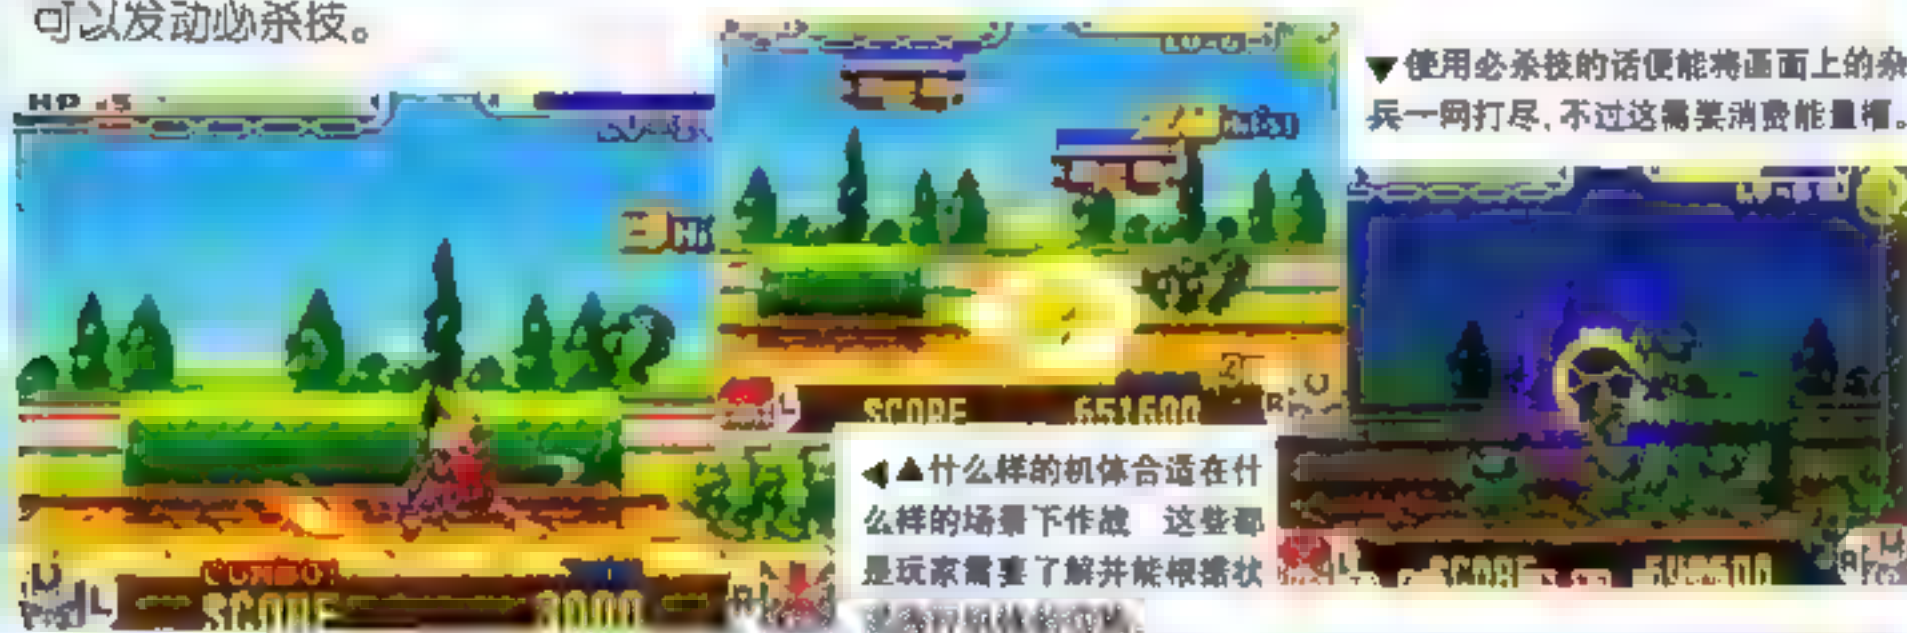 可以发动必杀技。
HP
▼使用必杀技的话便能将画面上的杂
兵一网打尽,不过这需要消费能量槽。
SCORE 651600
◀▲什么样的机体合适在什
么样的场景下作战 这些都
是玩家需要了解并能根据状
SCORE 3000
SCORE